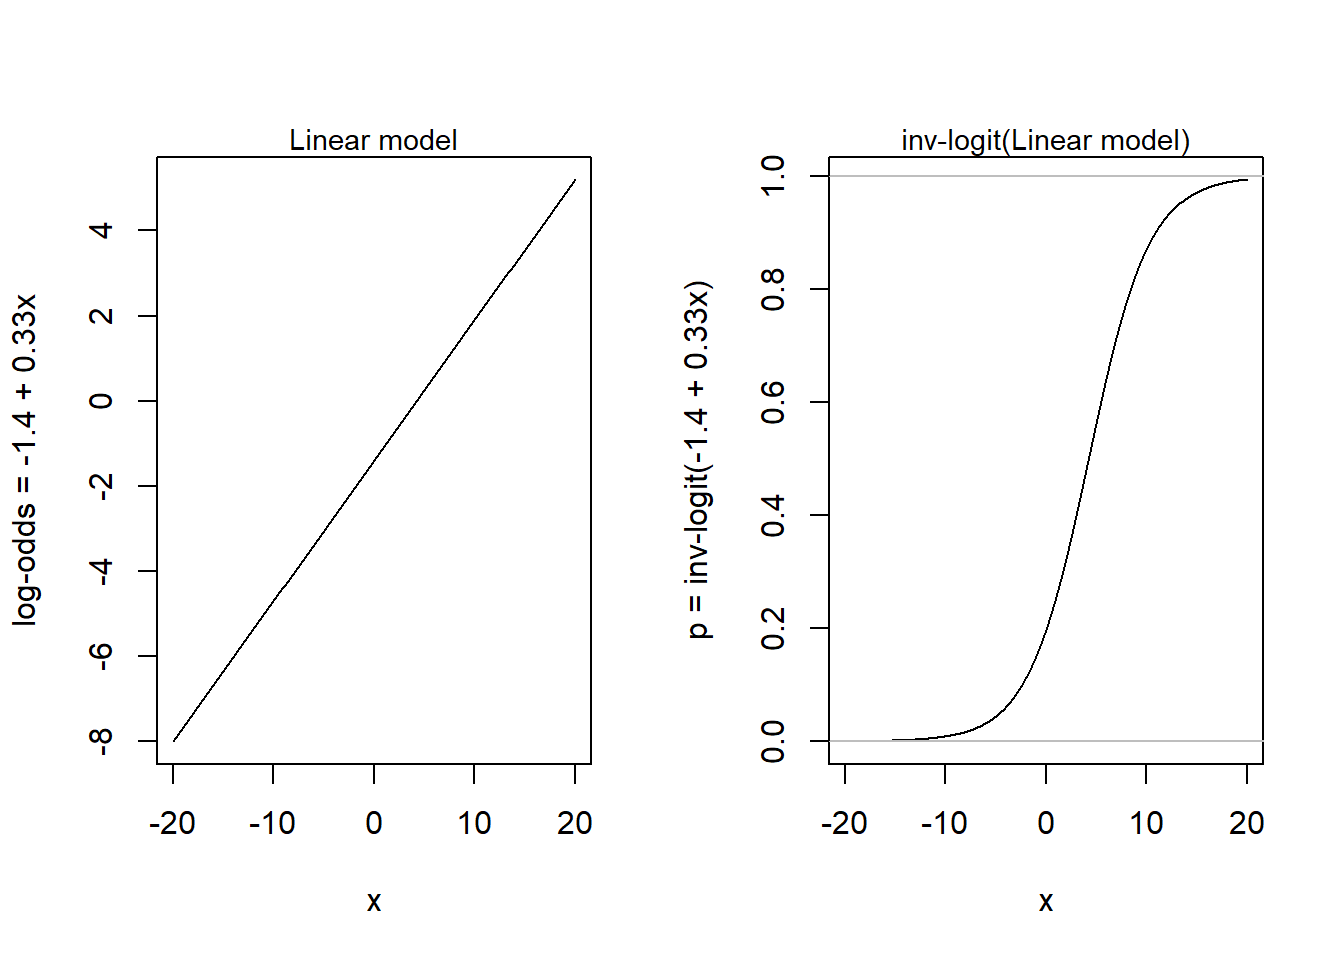 Linear model
log-odds = -1.4 + 0.33x
4
2
0
-2
-4
-6
-8
-20 -10 0 10 20
x
inv-logit(Linear model)
p = inv-logit(-1.4 + 0.33x)
1.0
0.8
0.6
0.4
0.2
0.0
-20 -10 0 10 20
x